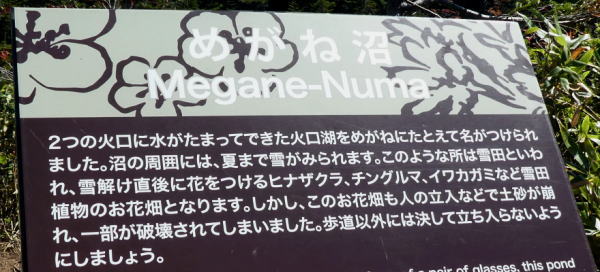 めがね沼
Megane-Numa
2つの火口に水がたまってできた火口湖をめがねにたとえて名がつけられ
ました。沼の周囲には、夏まで雪がみられます。このような所は雪田といわ
れ、雪解け直後に花をつけるヒナザクラ、チングルマ、イワカガミなど雪田
植物のお花畑となります。しかし、このお花畑も人の立入などで土砂が崩
れ、一部が破壊されてしまいました。歩道以外には決して立ち入らないよう
にしましょう。
of a pair of glasses, this pond